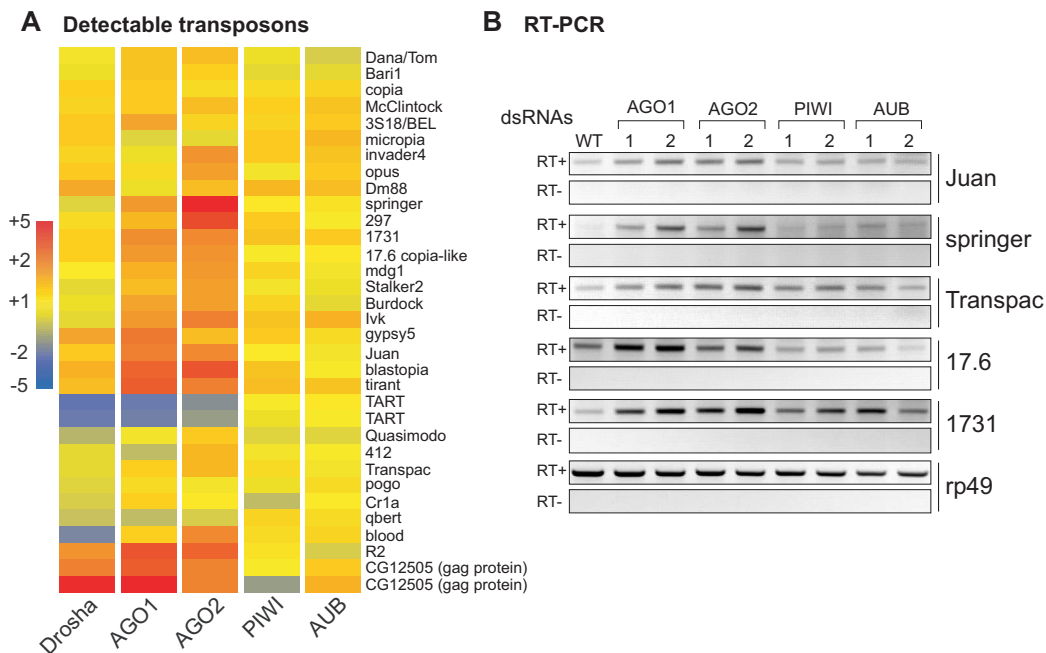 A Detectable transposons
Dana/Tom
Bari1
copia
McClintock
3S18/BEL
micropia
invader4
opus
Dm88
springer
297
1731
17.6 copia-like
mdg1
Stalker2
Burdock
Ivk
gypsy5
Juan
blastopia
tirant
TART
TART
Quasimodo
412
Transpac
pogo
Cr1a
qbert
blood
R2
CG12505 (gag protein)
CG12505 (gag protein)
+5
+2
+1
-2
-5
Drosha
AGO1
AGO2
PIWI
AUB
B RT-PCR
dsRNAs
AGO1 AGO2 PIWI AUB
WT 1 2 1 2 1 2 1 2
RT+
RT-
Juan
RT+
RT-
springer
RT+
RT-
Transpac
RT+
RT-
17.6
RT+
RT-
1731
RT+
RT-
rp49